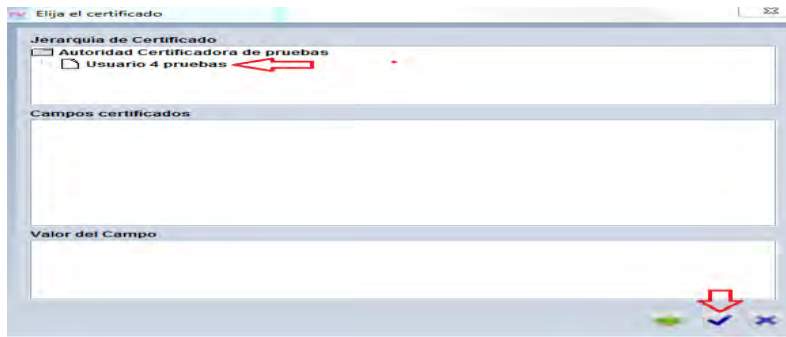 Elija el certificado
Jerarquía de Certificado
Autoridad Certificadora de pruebas
Usuario 4 pruebas
Campos certificados
Valor del Campo